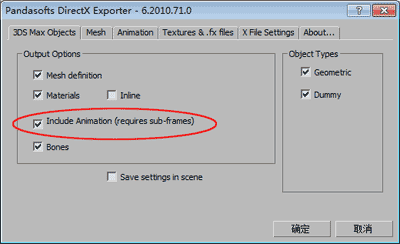 Pandasofts DirectX Exporter - 6.2010.71.0
3DS Max Objects Mesh Animation Textures & .fx files X File Settings About...
Output Options
Object Types
Mesh definition
Geometric
Materials
Inline
Dummy
Include Animation (requires sub-frames)
Bones
Save settings in scene
确定
取消